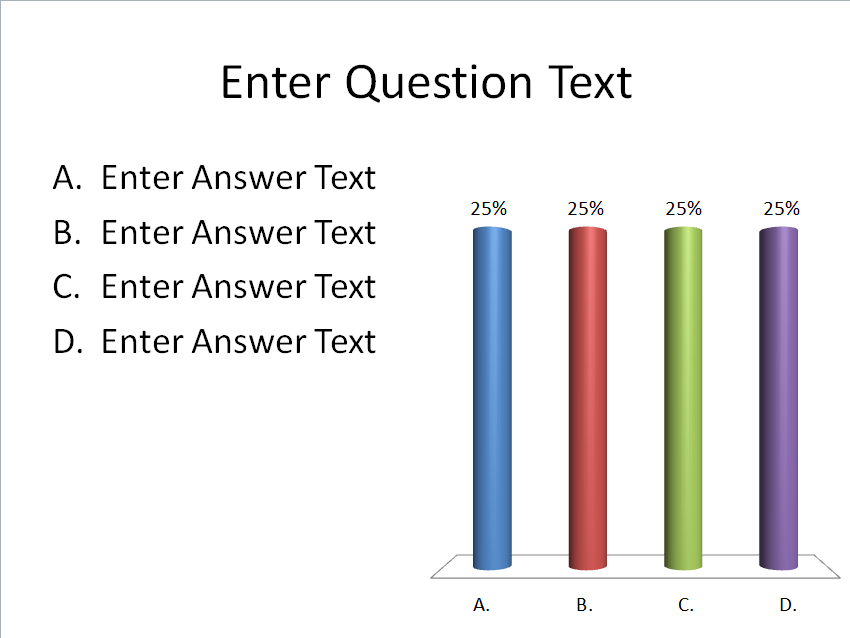 Enter Question Text
A. Enter Answer Text
B. Enter Answer Text
C. Enter Answer Text
D. Enter Answer Text
25% 25% 25% 25%
A. B. C. D.